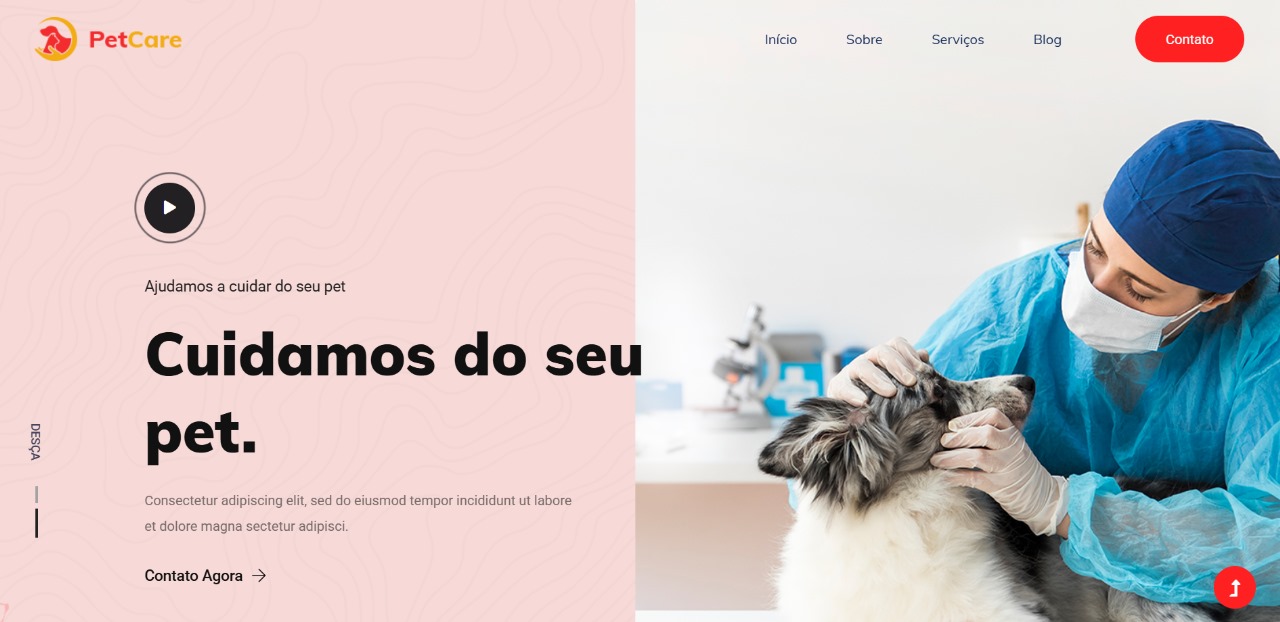 PetCare
Início
Sobre
Serviços
Blog
Contato
Ajudamos a cuidar do seu pet
Cuidamos do seu
pet.
DESÇA
Consectetur adipiscing elit, sed do eiusmod tempor incididunt ut labore
et dolore magna sectetur adipisci.
Contato Agora